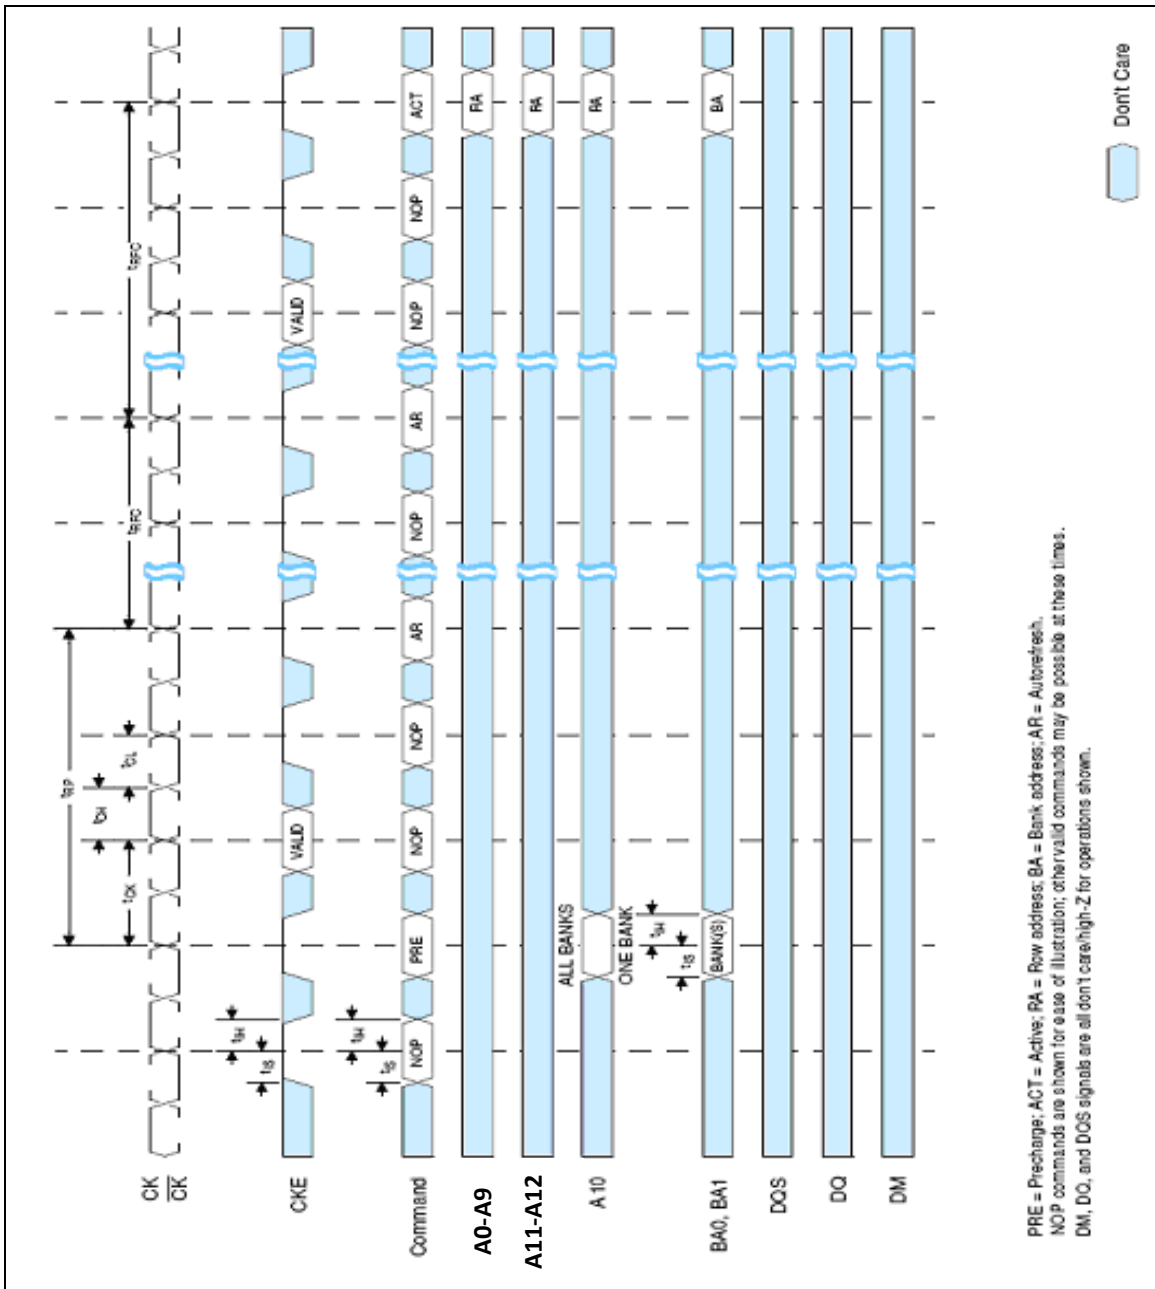 tRP
tCK
tCH
tCL
tRFC
tRFC
CK
CK
tIS
tIH
CKE
VALID
VALID
tIS
tIH
Command
NOP
PRE
NOP
NOP
AR
NOP
AR
NOP
NOP
ACT
A0-A9
RA
A11-A12
RA
ALL BANKS
A10
RA
ONE BANK
tIS
tIH
BA0, BA1
BANK(S)
BA
DQS
DQ
DM
PRE = Precharge; ACT = Active; RA = Row address; BA = Bank address; AR = Autorefresh.
NOP commands are shown for ease of illustration; other valid commands may be possible at these times.
DM, DQ, and DQS signals are all don't care/high-Z for operations shown.
Don't Care